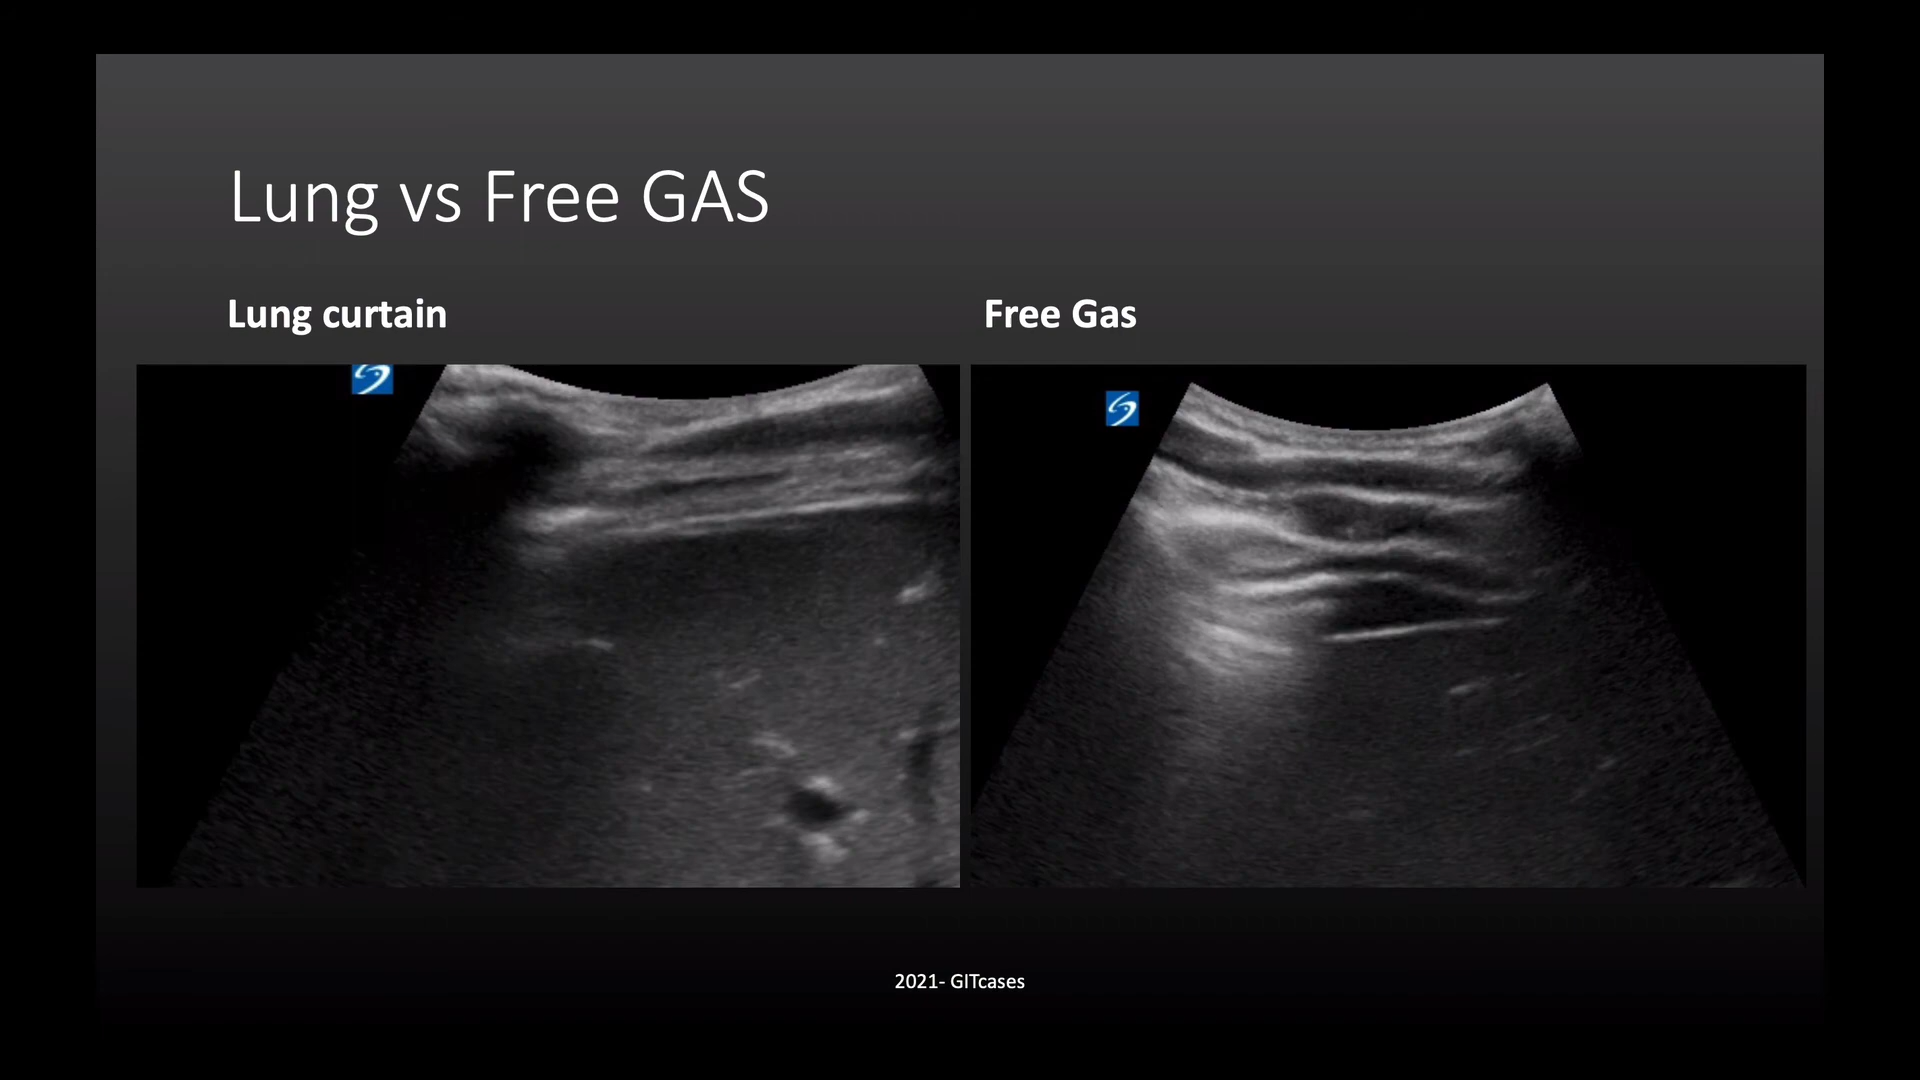 Lung vs Free GAS
Lung curtain
Free Gas
2021- GITcases